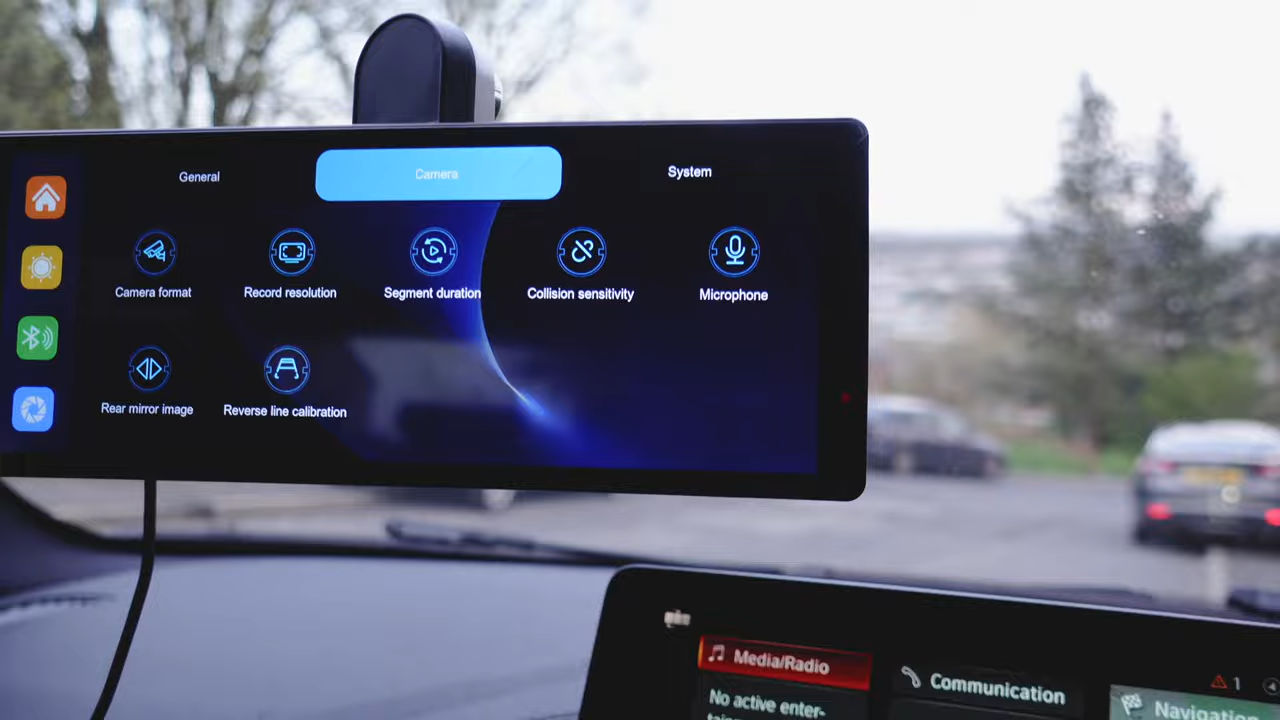 General
Camera
System
Camera format
Record resolution
Segment duration
Collision sensitivity
Microphone
Rear mirror image
Reverse line calibration
Media/Radio
No active enter-
Communication
1
Navigation